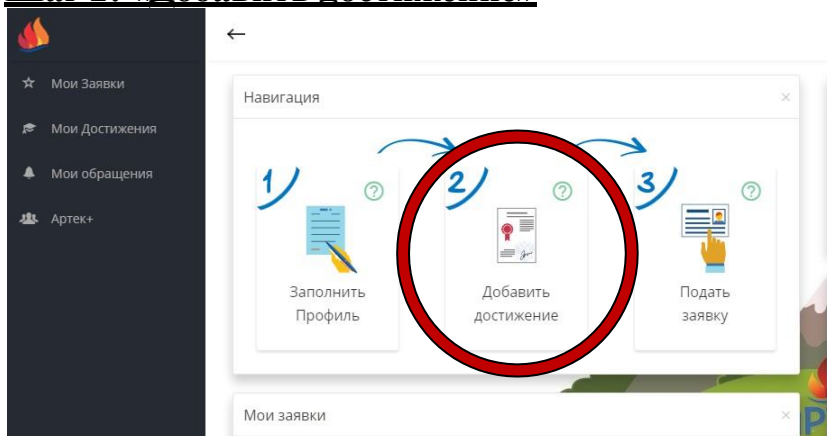 Мои Заявки
Мои Достижения
Мои обращения
Артек+
Навигация
1)
2)
3)
Заполнить
Профиль
Добавить
достижение
Подать
заявку
Мои заявки